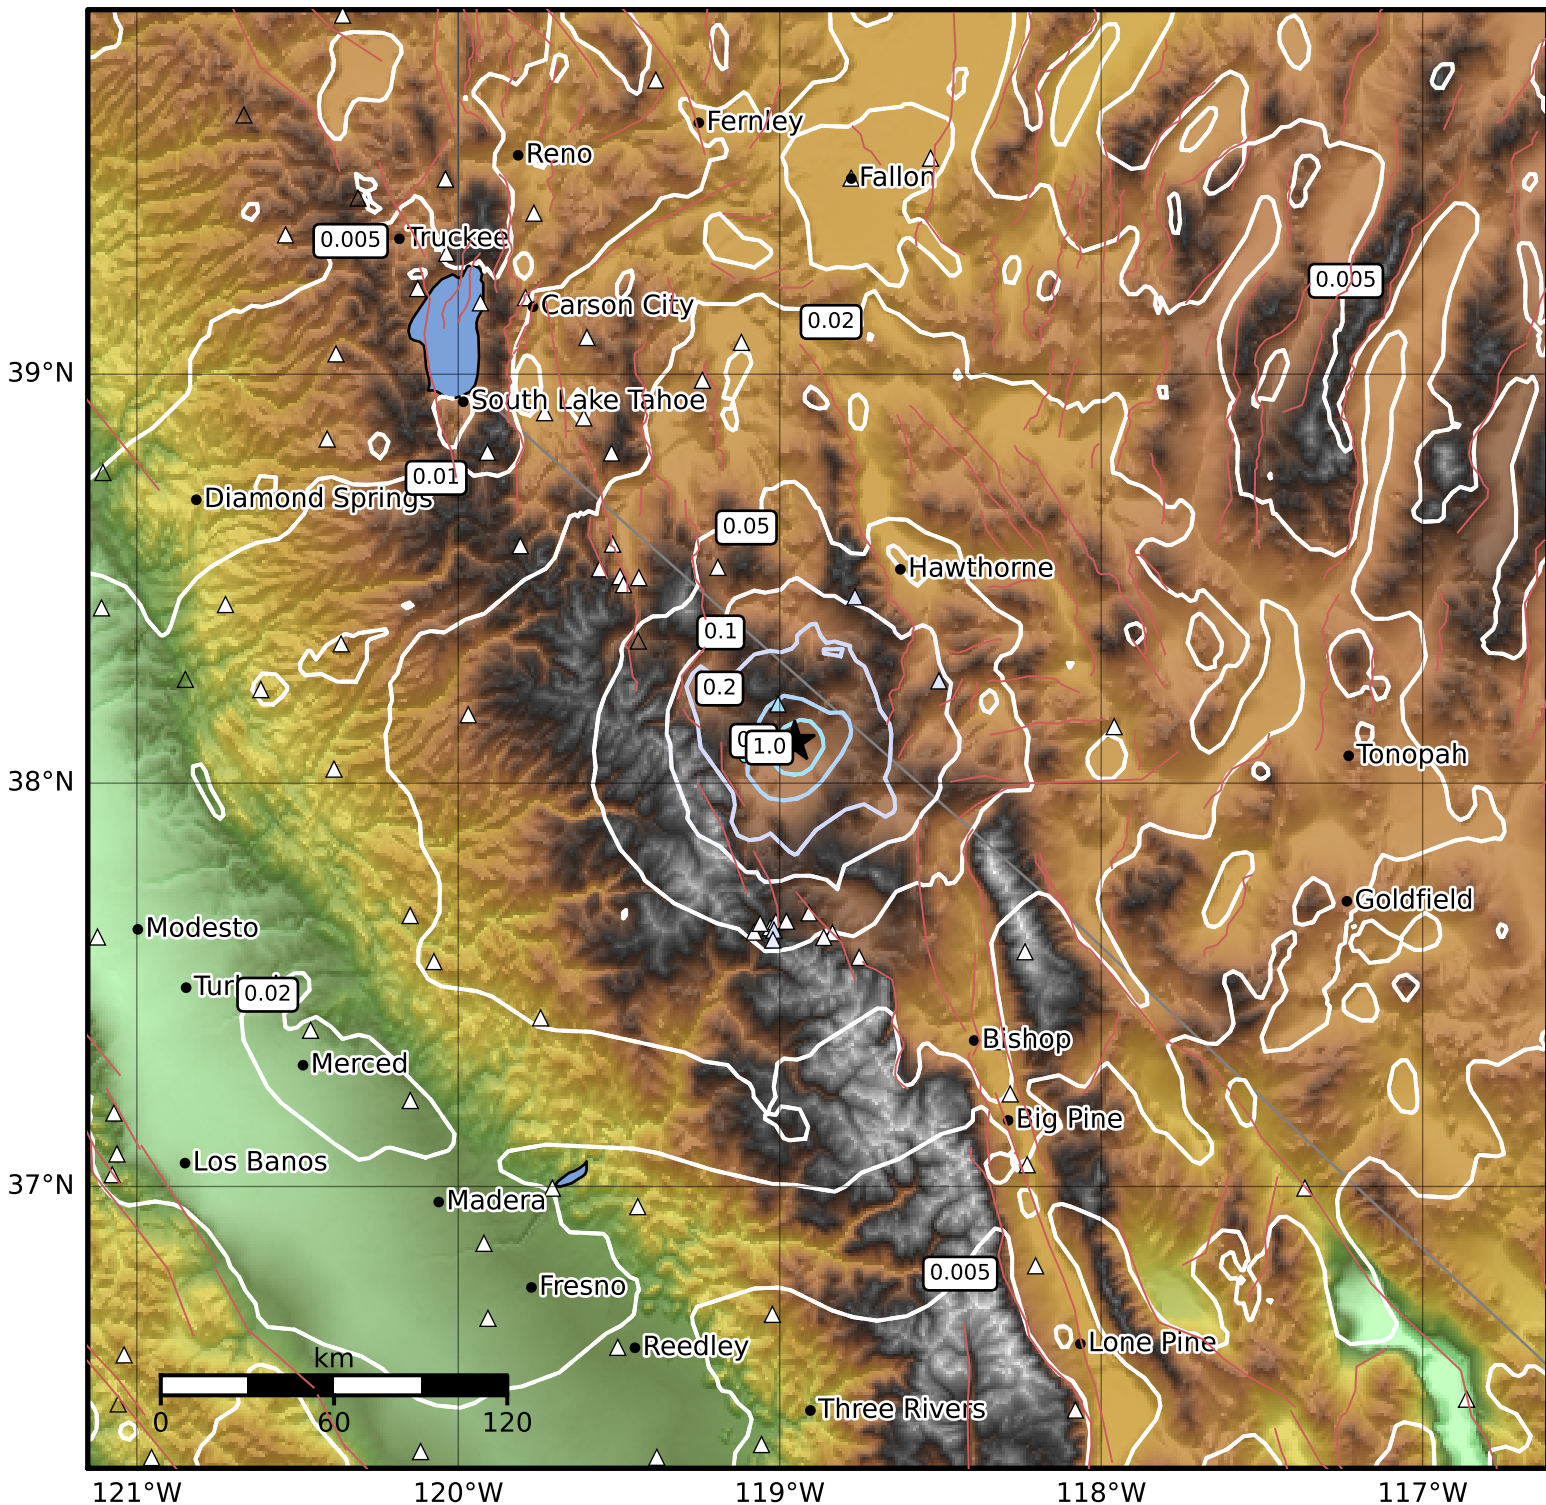 Fernley
Reno
Fallon
0.005
Truckee
0.005
Carson City
0.02
39°N
South Lake Tahoe
0.01
Diamond Springs
0.05
Hawthorne
0.1
0.2
1.0
38°N
Tonopah
Goldfield
Modesto
0.02
Bishop
Merced
Big Pine
Los Banos
37°N
Madera
0.005
Fresno
Lone Pine
Reedley
km
0 60 120
Three Rivers
121°W 120°W 119°W 118°W 117°W